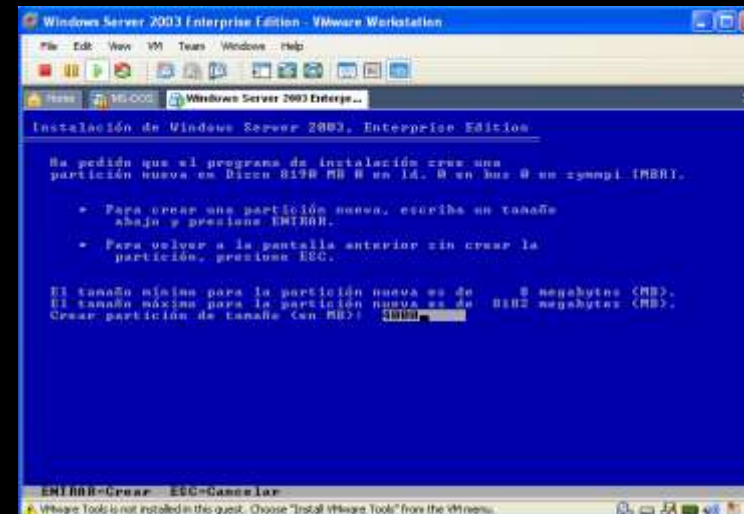 Windows Server 2003 Enterprise Edition - VMware Workstation
File Edit View VM Team Windows Help
Home MS-DOS Windows Server 2003 Enterpr...
Instalación de Windows Server 2003, Enterprise Edition
Ha pedido que el programa de instalación cree una
partición nueva en Disco 8190 MB 0 en Id. 0 en bus 0 en symmpi [MBR].
• Para crear una partición nueva, escriba un tamaño
abajo y presione ENTRAR.
• Para volver a la pantalla anterior sin crear la
partición, presione ESC.
El tamaño mínimo para la partición nueva es de 8 megabytes (MB).
El tamaño máximo para la partición nueva es de 8182 megabytes (MB).
Crear partición de tamaño (en MB): 4000
ENTRAR=Crear ESC=Cancelar
VMware Tools is not installed in this guest. Choose "Install VMware Tools" from the VM menu.